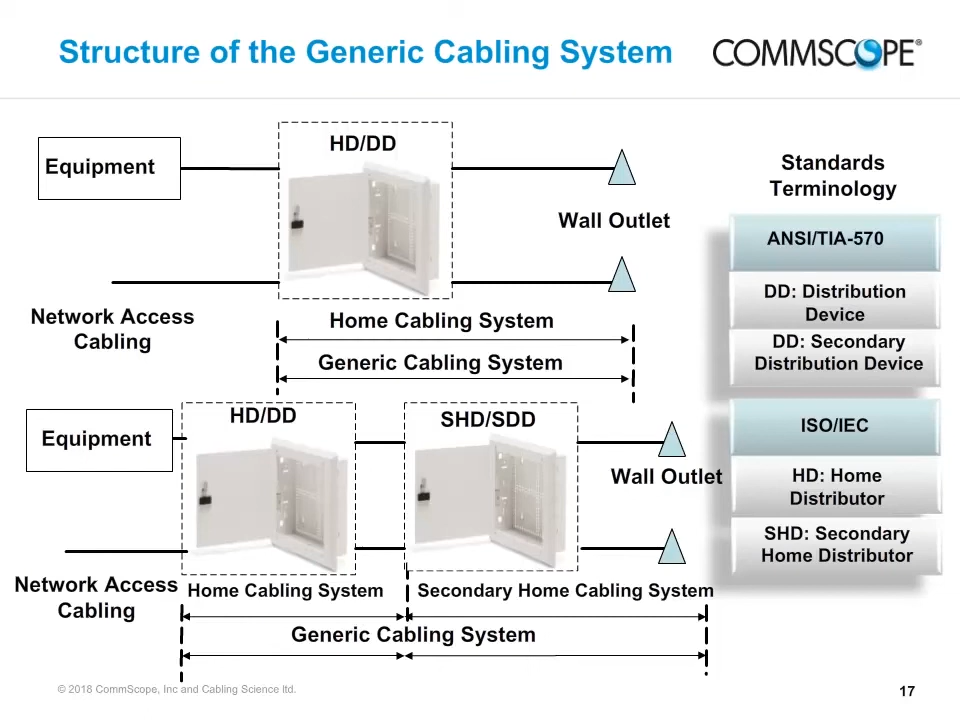 Structure of the Generic Cabling System
COMMSCOPE®
HD/DD
Equipment
Wall Outlet
Network Access
Cabling
Home Cabling System
Generic Cabling System
HD/DD
SHD/SDD
Equipment
Wall Outlet
Network Access
Cabling
Home Cabling System
Secondary Home Cabling System
Generic Cabling System
Standards
Terminology
ANSI/TIA-570
DD: Distribution
Device
DD: Secondary
Distribution Device
ISO/IEC
HD: Home
Distributor
SHD: Secondary
Home Distributor
© 2018 CommScope, Inc and Cabling Science ltd.
17